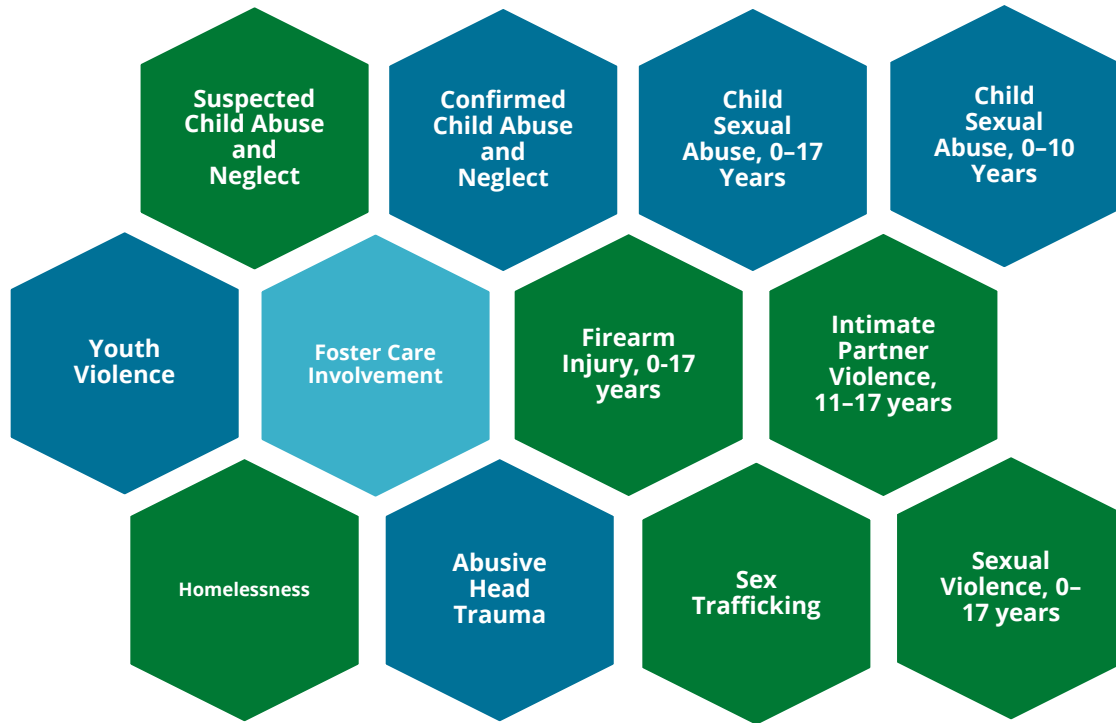 Suspected
Child Abuse
and
Neglect
Confirmed
Child Abuse
and
Neglect
Child
Sexual
Abuse, 0–17
Years
Child
Sexual
Abuse, 0–10
Years
Youth
Violence
Foster Care
Involvement
Firearm
Injury, 0-17
years
Intimate
Partner
Violence,
11–17 years
Homelessness
Abusive
Head
Trauma
Sex
Trafficking
Sexual
Violence, 0–
17 years